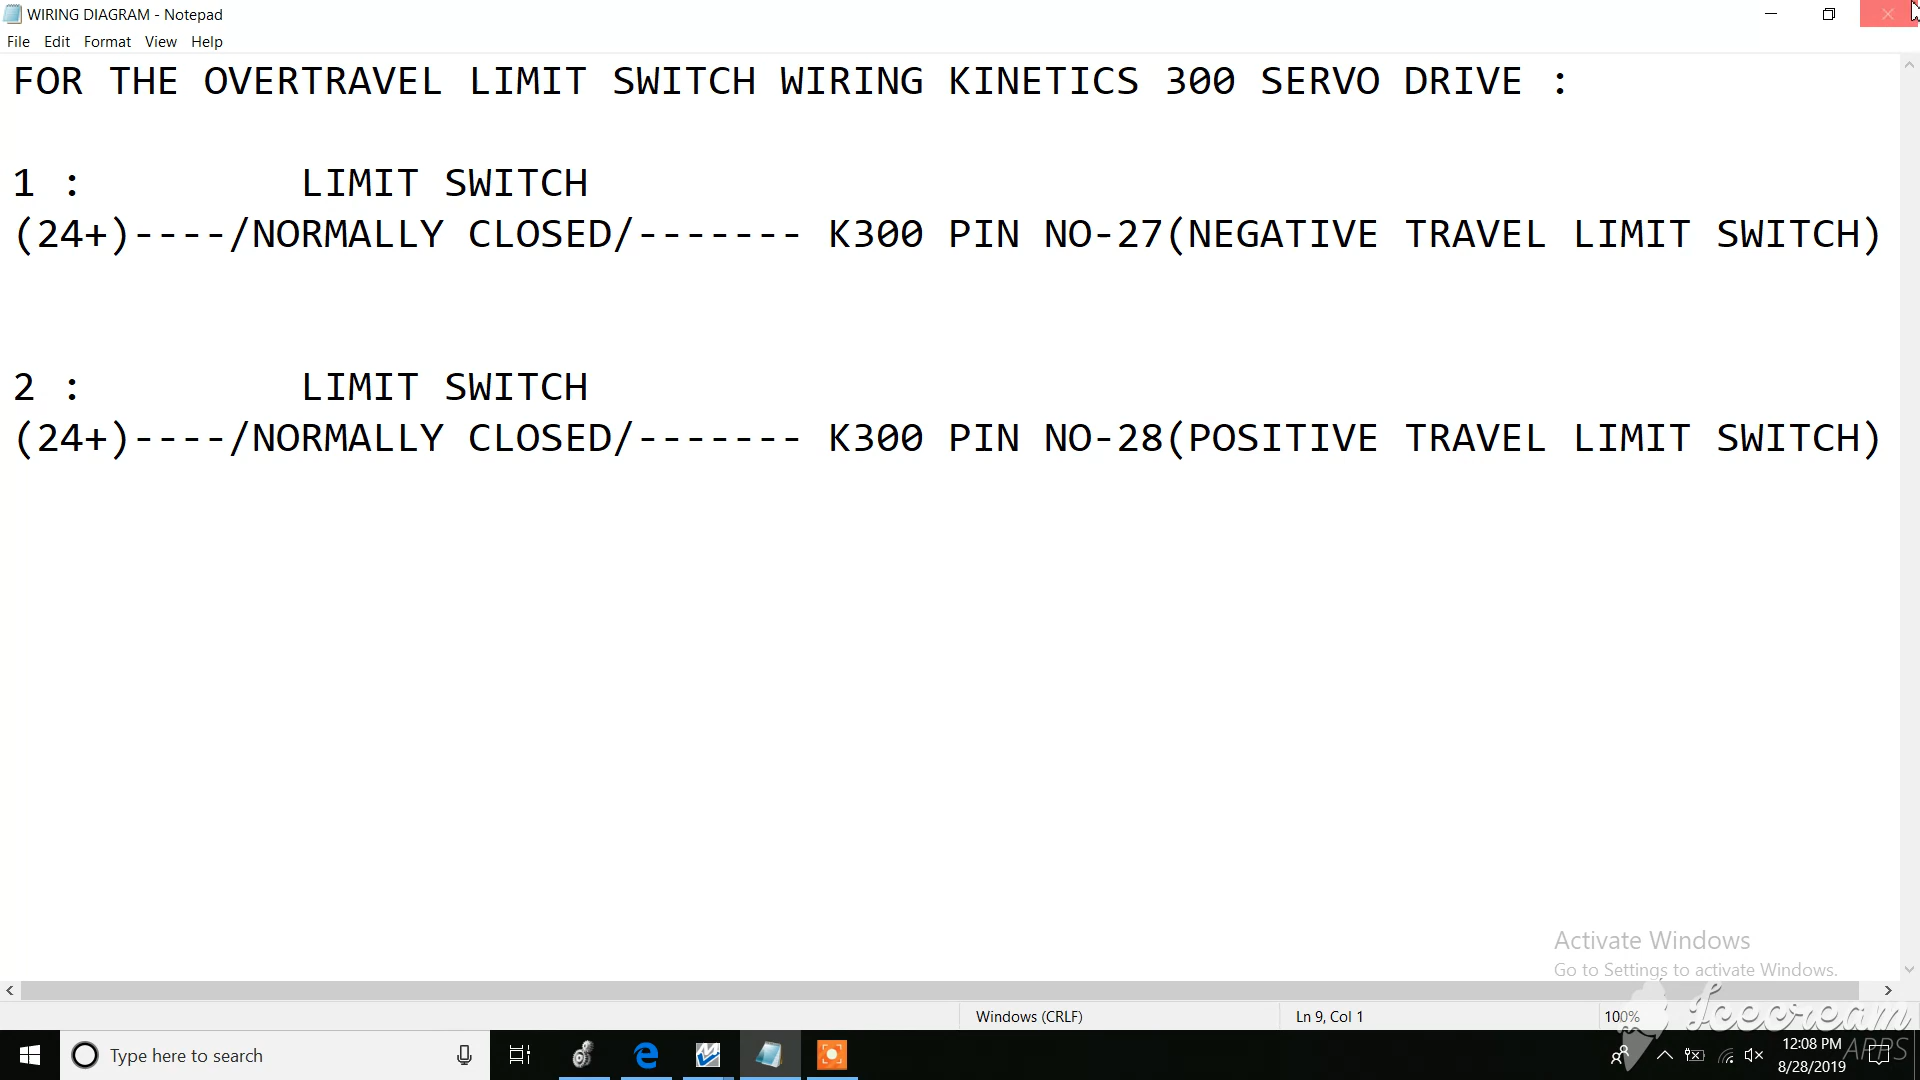 WIRING DIAGRAM - Notepad
File Edit Format View Help
FOR THE OVERTRAVEL LIMIT SWITCH WIRING KINETICS 300 SERVO DRIVE :
1 :         LIMIT SWITCH
(24+)----/NORMALLY CLOSED/------- K300 PIN NO-27(NEGATIVE TRAVEL LIMIT SWITCH)
2 :         LIMIT SWITCH
(24+)----/NORMALLY CLOSED/------- K300 PIN NO-28(POSITIVE TRAVEL LIMIT SWITCH)
Activate Windows
Go to Settings to activate Windows.
Windows (CRLF) Ln 9, Col 1 100%
Icecream
APPS
Type here to search
12:08 PM
8/28/2019